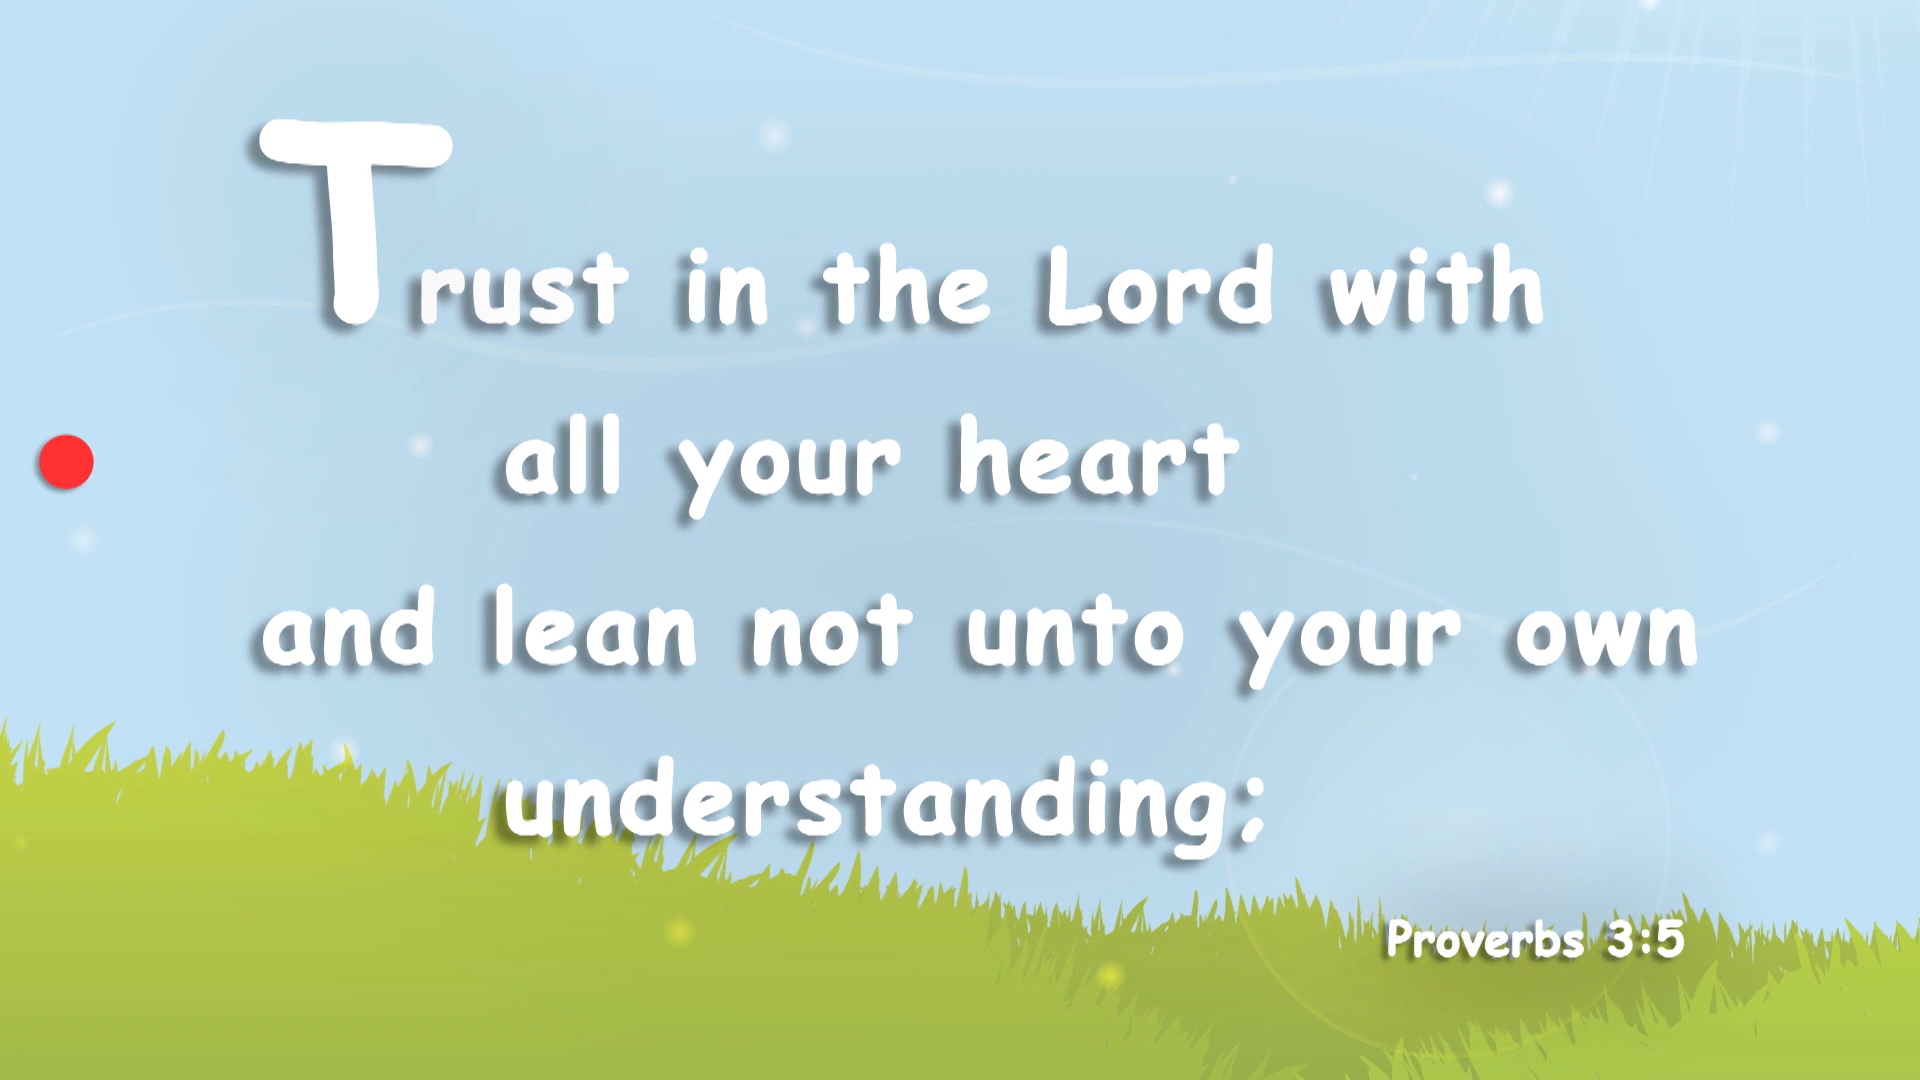 Trust in the Lord with
all your heart
and lean not unto your own
understanding;
Proverbs 3:5